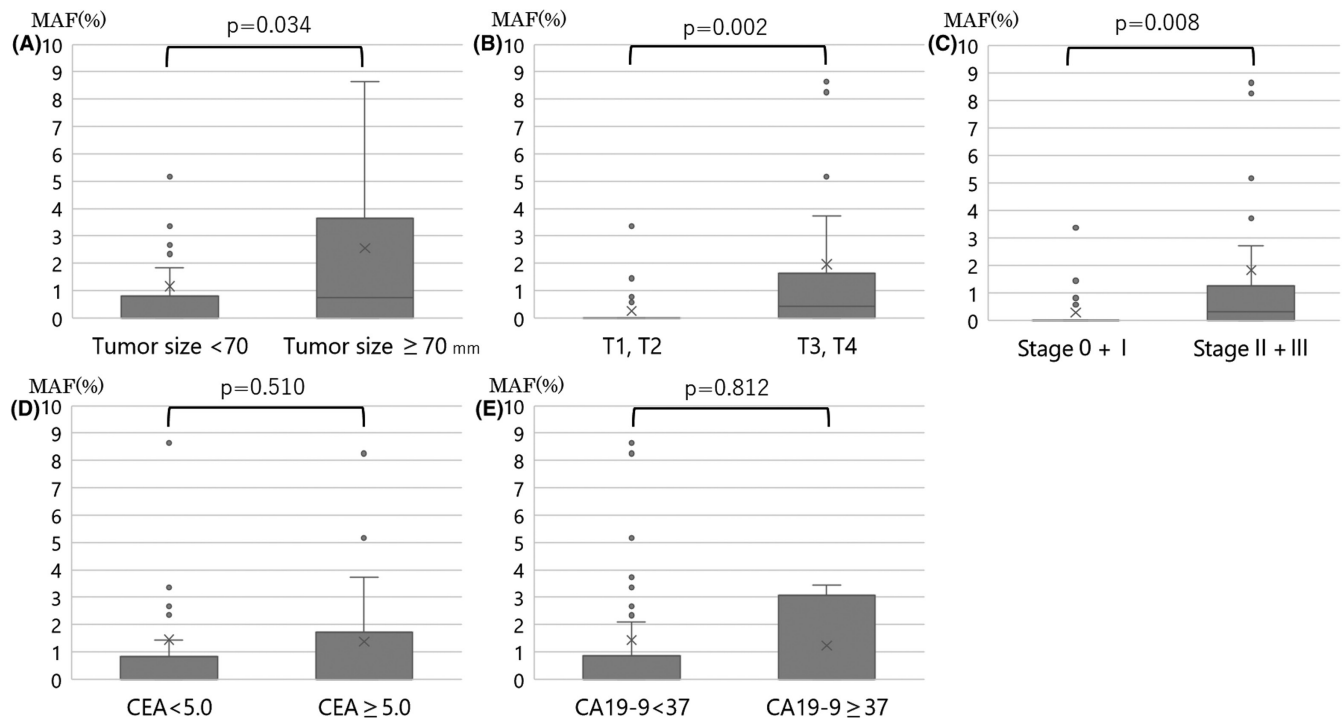 MAF(%)
p=0.034
(A)
10
9
8
7
6
5
4
3
2
1
0
Tumor size <70
Tumor size ≥70 mm
MAF(%)
p=0.002
(B)
10
9
8
7
6
5
4
3
2
1
0
T1, T2
T3, T4
MAF(%)
p=0.008
(C)
10
9
8
7
6
5
4
3
2
1
0
Stage 0 + I
Stage II + III
MAF(%)
p=0.510
(D)
10
9
8
7
6
5
4
3
2
1
0
CEA<5.0
CEA≥5.0
MAF(%)
p=0.812
(E)
10
9
8
7
6
5
4
3
2
1
0
CA19-9<37
CA19-9≥37